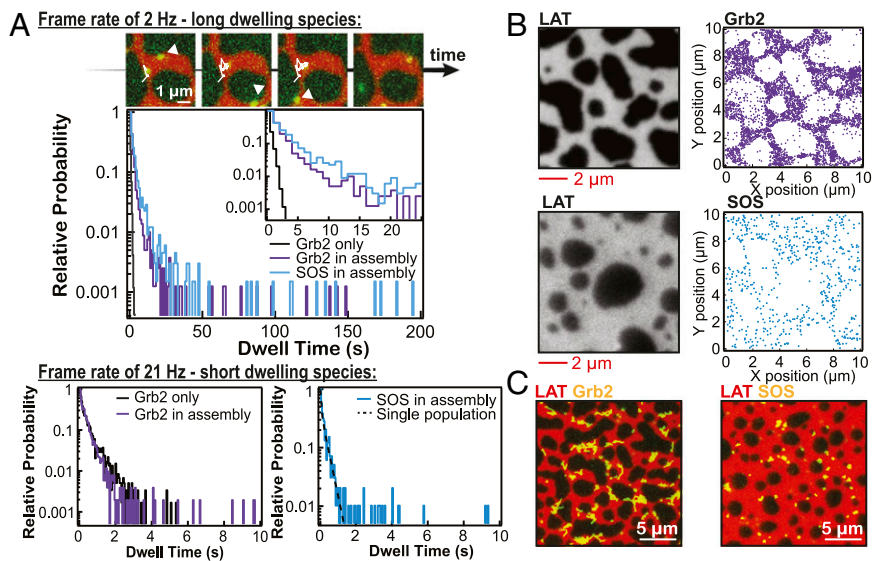 A
Frame rate of 2 Hz - long dwelling species:
time
1 µm
Relative Probability
1
0.1
0.01
0.001
0
50
100
150
200
Dwell Time (s)
1
0.1
0.01
0.001
0
5
10
15
20
Grb2 only
Grb2 in assembly
SOS in assembly
Frame rate of 21 Hz - short dwelling species:
Relative Probability
1
0.1
0.01
0.001
0
2
4
6
8
10
Dwell Time (s)
Grb2 only
Grb2 in assembly
Relative Probability
1
0.1
0.01
0
2
4
6
8
10
Dwell Time (s)
SOS in assembly
Single population
B
LAT
2 µm
Grb2
Y position (µm)
10
8
6
4
2
0
0
2
4
6
8
10
X position (µm)
LAT
2 µm
SOS
Y position (µm)
10
8
6
4
2
0
0
2
4
6
8
10
X position (µm)
C
LAT Grb2
5 µm
LAT SOS
5 µm